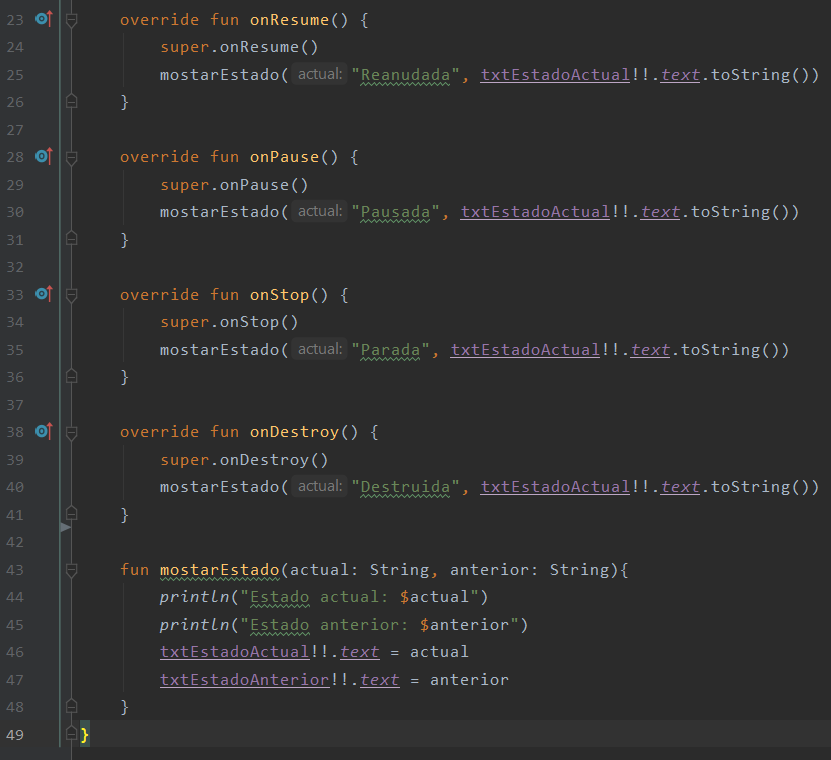 23 override fun onResume() {
24 super.onResume()
25 mostarEstado( actual: "Reanudada", txtEstadoActual!!.text.toString())
26 }
27
28 override fun onPause() {
29 super.onPause()
30 mostarEstado( actual: "Pausada", txtEstadoActual!!.text.toString())
31 }
32
33 override fun onStop() {
34 super.onStop()
35 mostarEstado( actual: "Parada", txtEstadoActual!!.text.toString())
36 }
37
38 override fun onDestroy() {
39 super.onDestroy()
40 mostarEstado( actual: "Destruida", txtEstadoActual!!.text.toString())
41 }
42
43 fun mostarEstado(actual: String, anterior: String){
44 println("Estado actual: $actual")
45 println("Estado anterior: $anterior")
46 txtEstadoActual!!.text = actual
47 txtEstadoAnterior!!.text = anterior
48 }
49 }